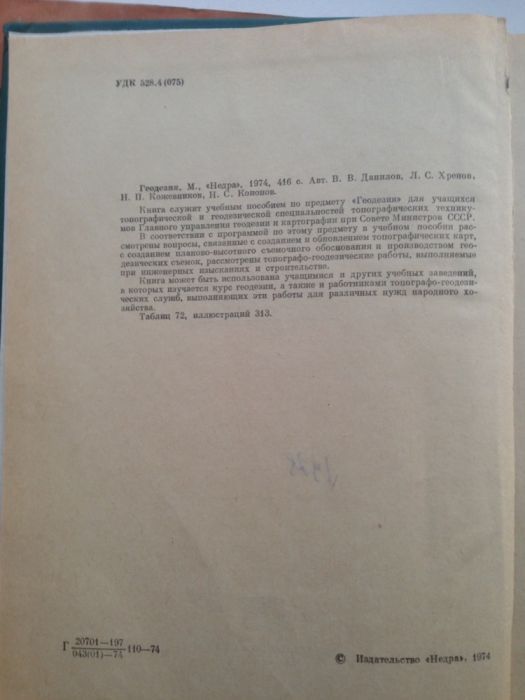 УДК 528.4(075)
Геодезия, М., «Недра», 1974, 416 с. Авт. В. В. Данилов, Л. С. Хренов,
Н. П. Кожевников, Н. С. Кононов.
Книга служит учебным пособием по предмету «Геодезия» для учащихся
топографической и геодезической специальностей топографических технику-
мов Главного управления геодезии и картографии при Совете Министров СССР.
В соответствии с программой по этому предмету в учебном пособии рас-
смотрены вопросы, связанные с созданием и обновлением топографических карт,
с созданием планово-высотного съемочного обоснования и производством гео-
дезических съемок, рассмотрены топографо-геодезические работы, выполняемые
при инженерных изысканиях и строительстве.
Книга может быть использована учащимися и других учебных заведений,
в которых изучается курс геодезии, а также и работниками топографо-геодези-
ческих служб, выполняющих эти работы для различных нужд народного хо-
зяйства.
Таблиц 72, иллюстраций 313.
Г 20701—197
043(01)—74 110—74
© Издательство «Недра», 1974